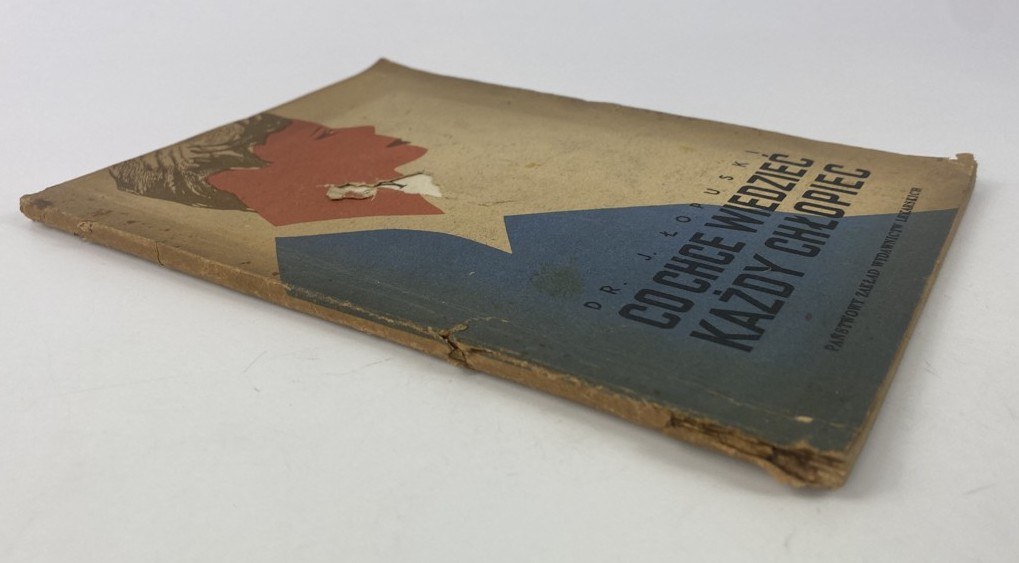 DR. J. ŁOPUSKI
CO CHCE WIEDZIEĆ
KAŻDY CHŁOPIEC
PAŃSTWOWY ZAKŁAD WYDAWNICTW LEKARSKICH